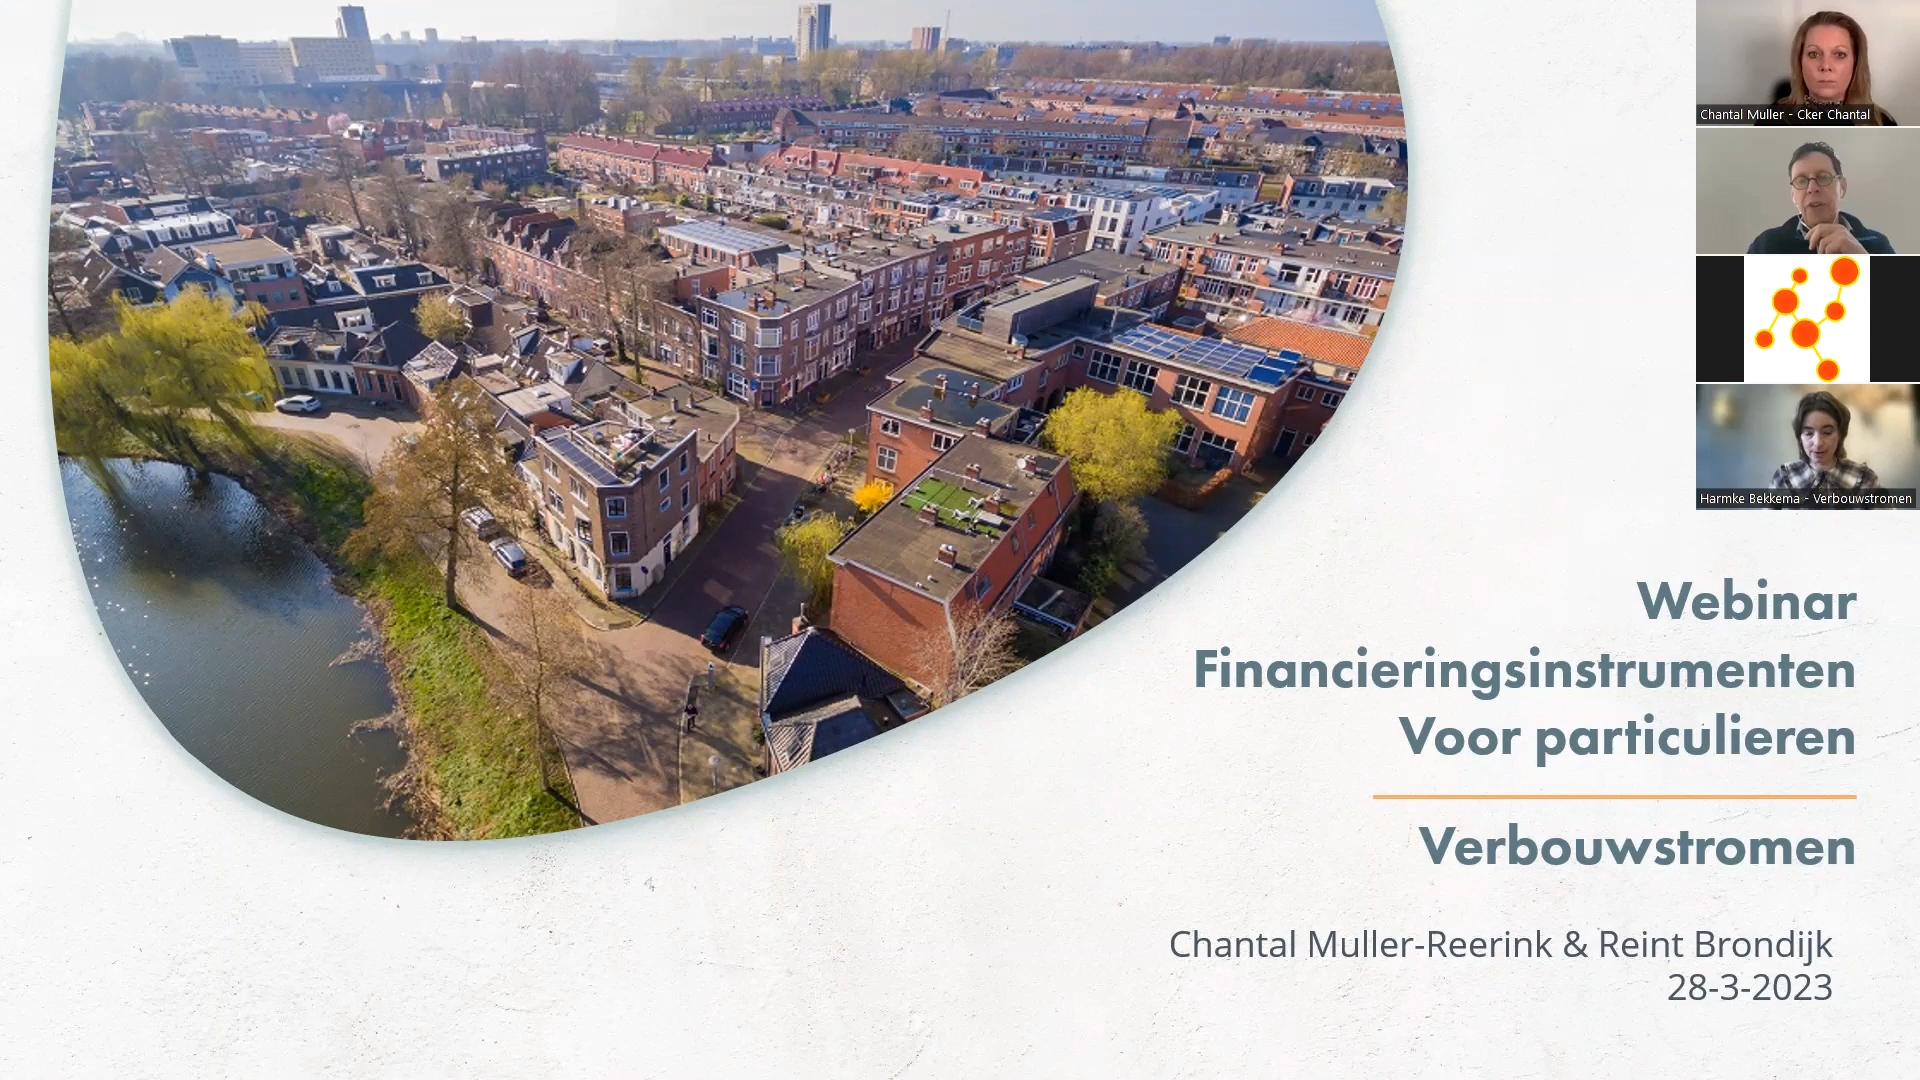 Chantal Muller - Cker Chantal
Harmke Bekkema - Verbouwstromen
Webinar
Financieringsinstrumenten
Voor particulieren
Verbouwstromen
Chantal Muller-Reerink & Reint Brondijk
28-3-2023